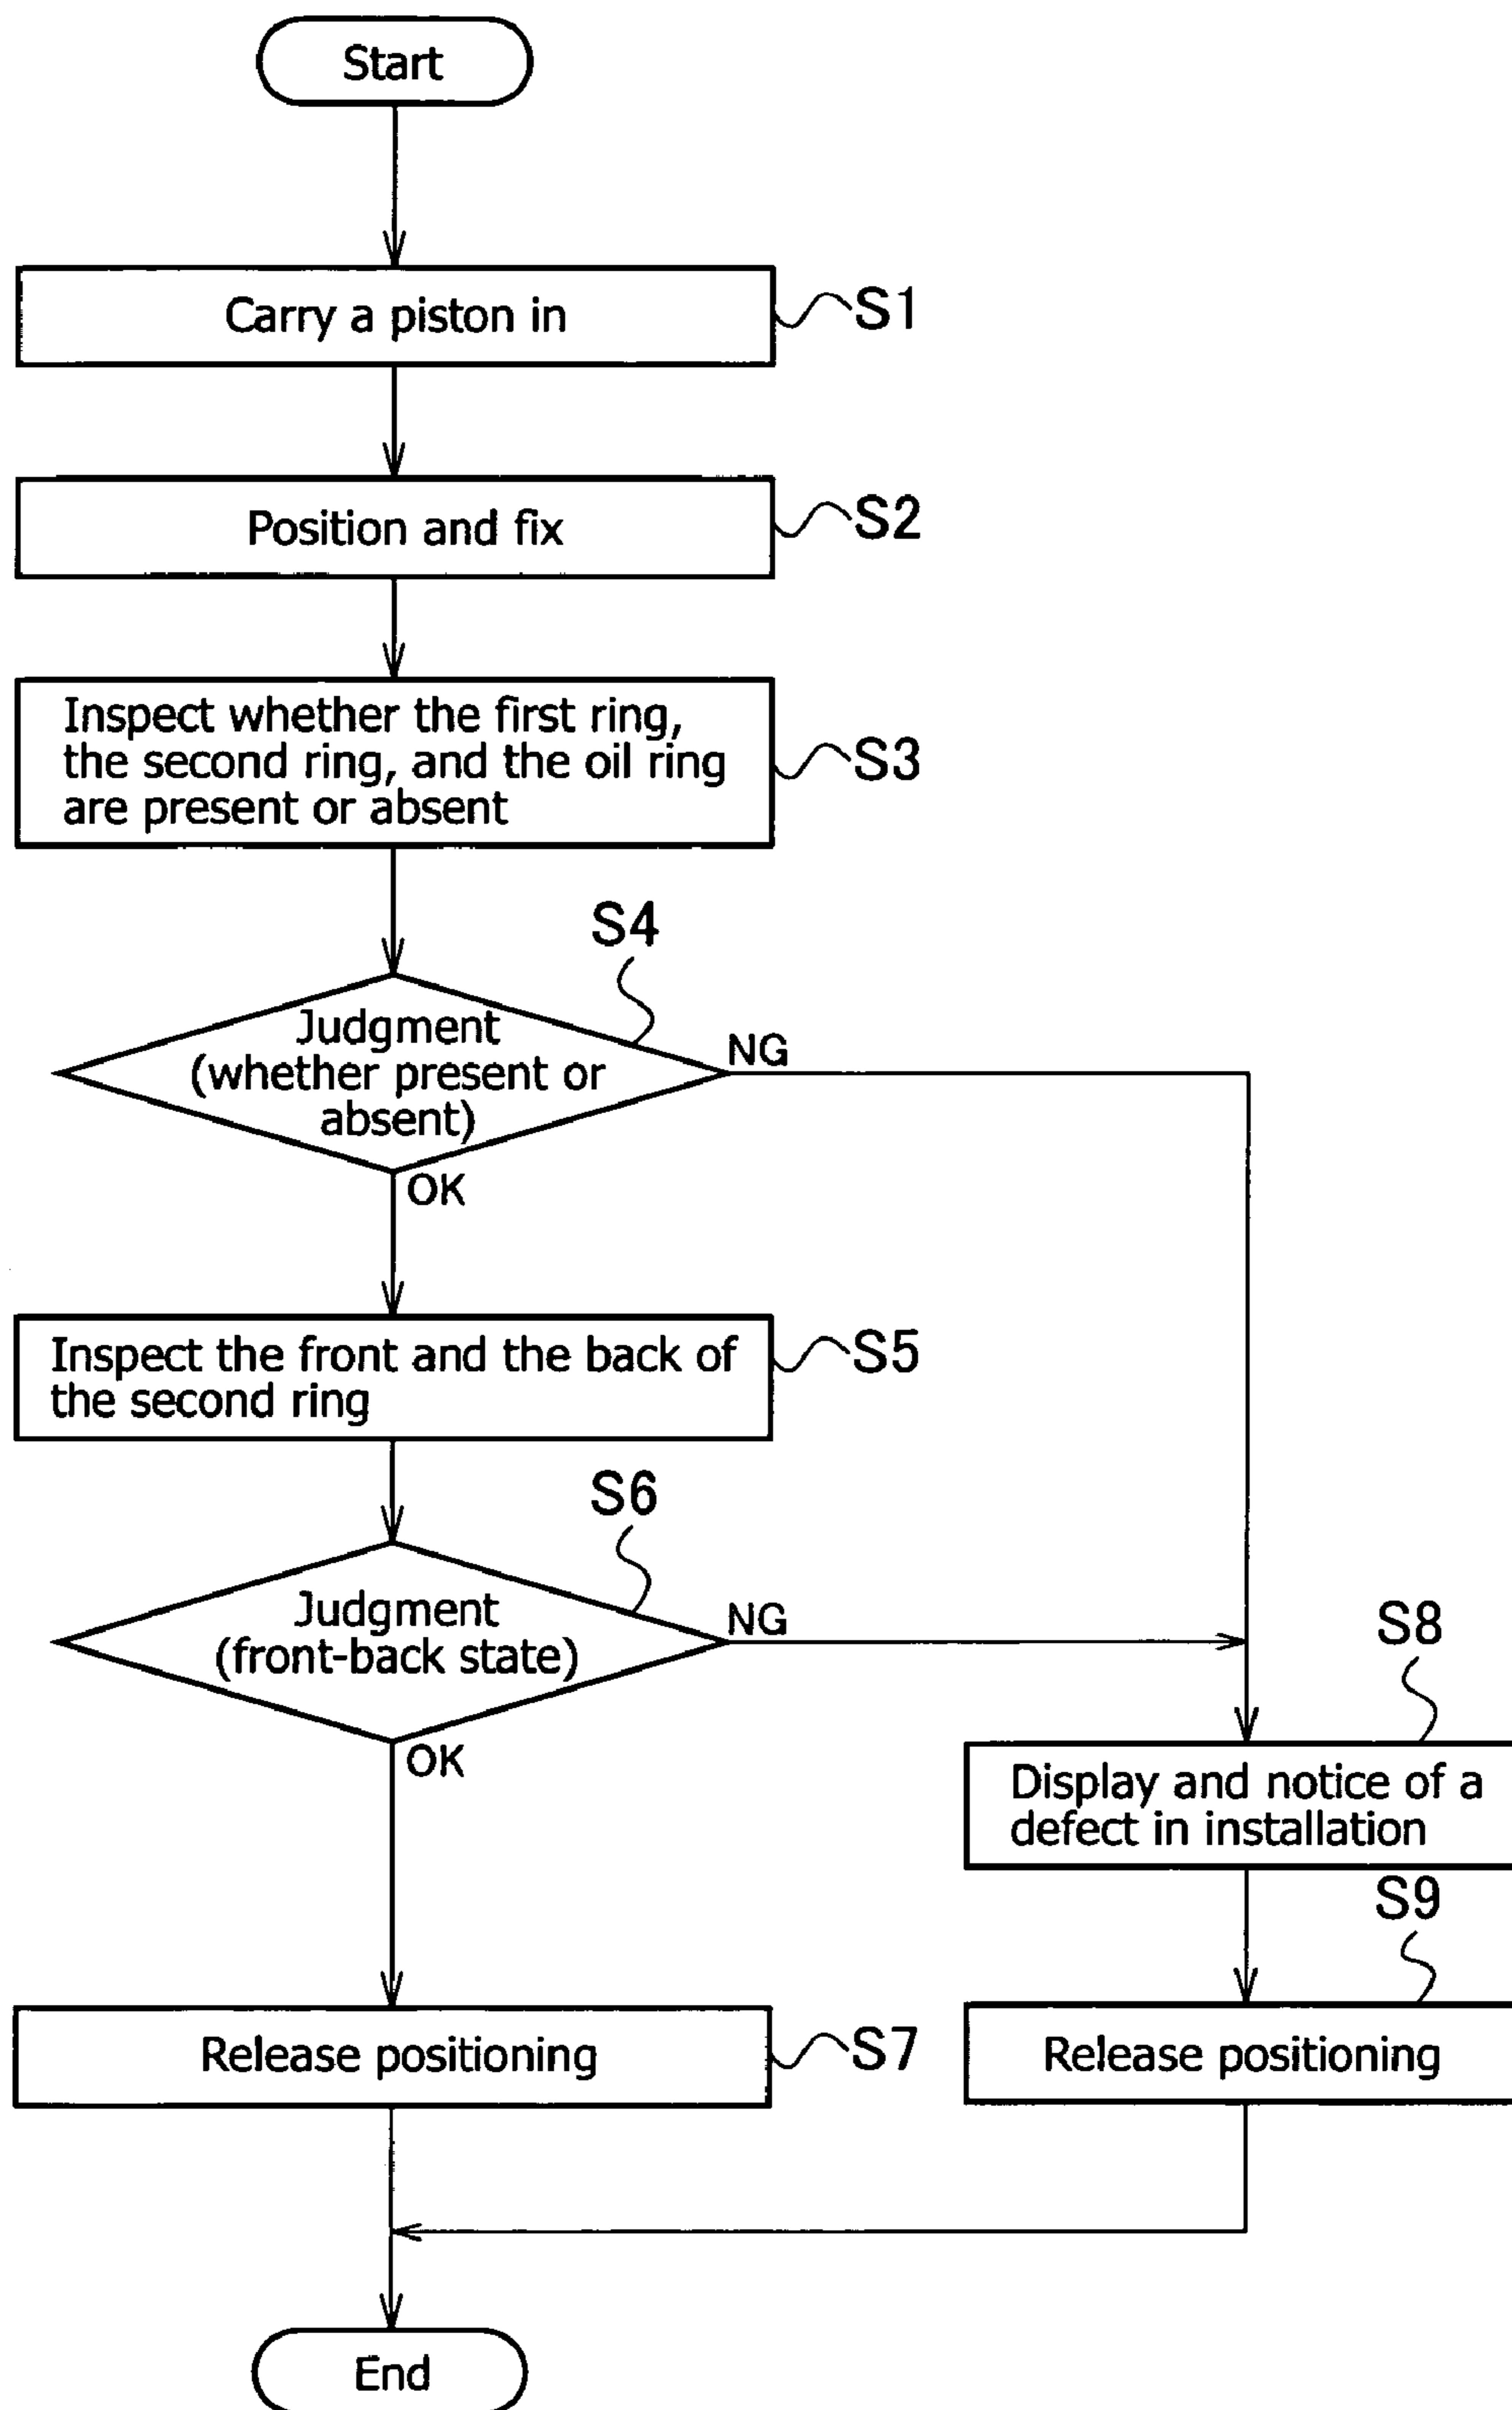 Start
Carry a piston in
S1
Position and fix
S2
Inspect whether the first ring,
the second ring, and the oil ring
are present or absent
S3
S4
Judgment
(whether present or
absent)
NG
OK
Inspect the front and the back of
the second ring
S5
S6
Judgment
(front-back state)
NG
OK
S8
Display and notice of a
defect in installation
S9
Release positioning
S7
Release positioning
End